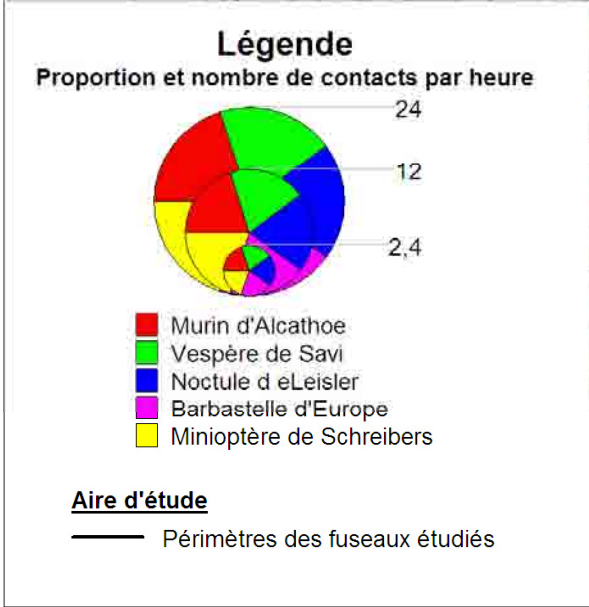 Légende
Proportion et nombre de contacts par heure
24
12
2,4
Murin d'Alcathoe
Vespère de Savi
Noctule d eLeisler
Barbastelle d'Europe
Minioptère de Schreibers
Aire d'étude
Périmètres des fuseaux étudiés